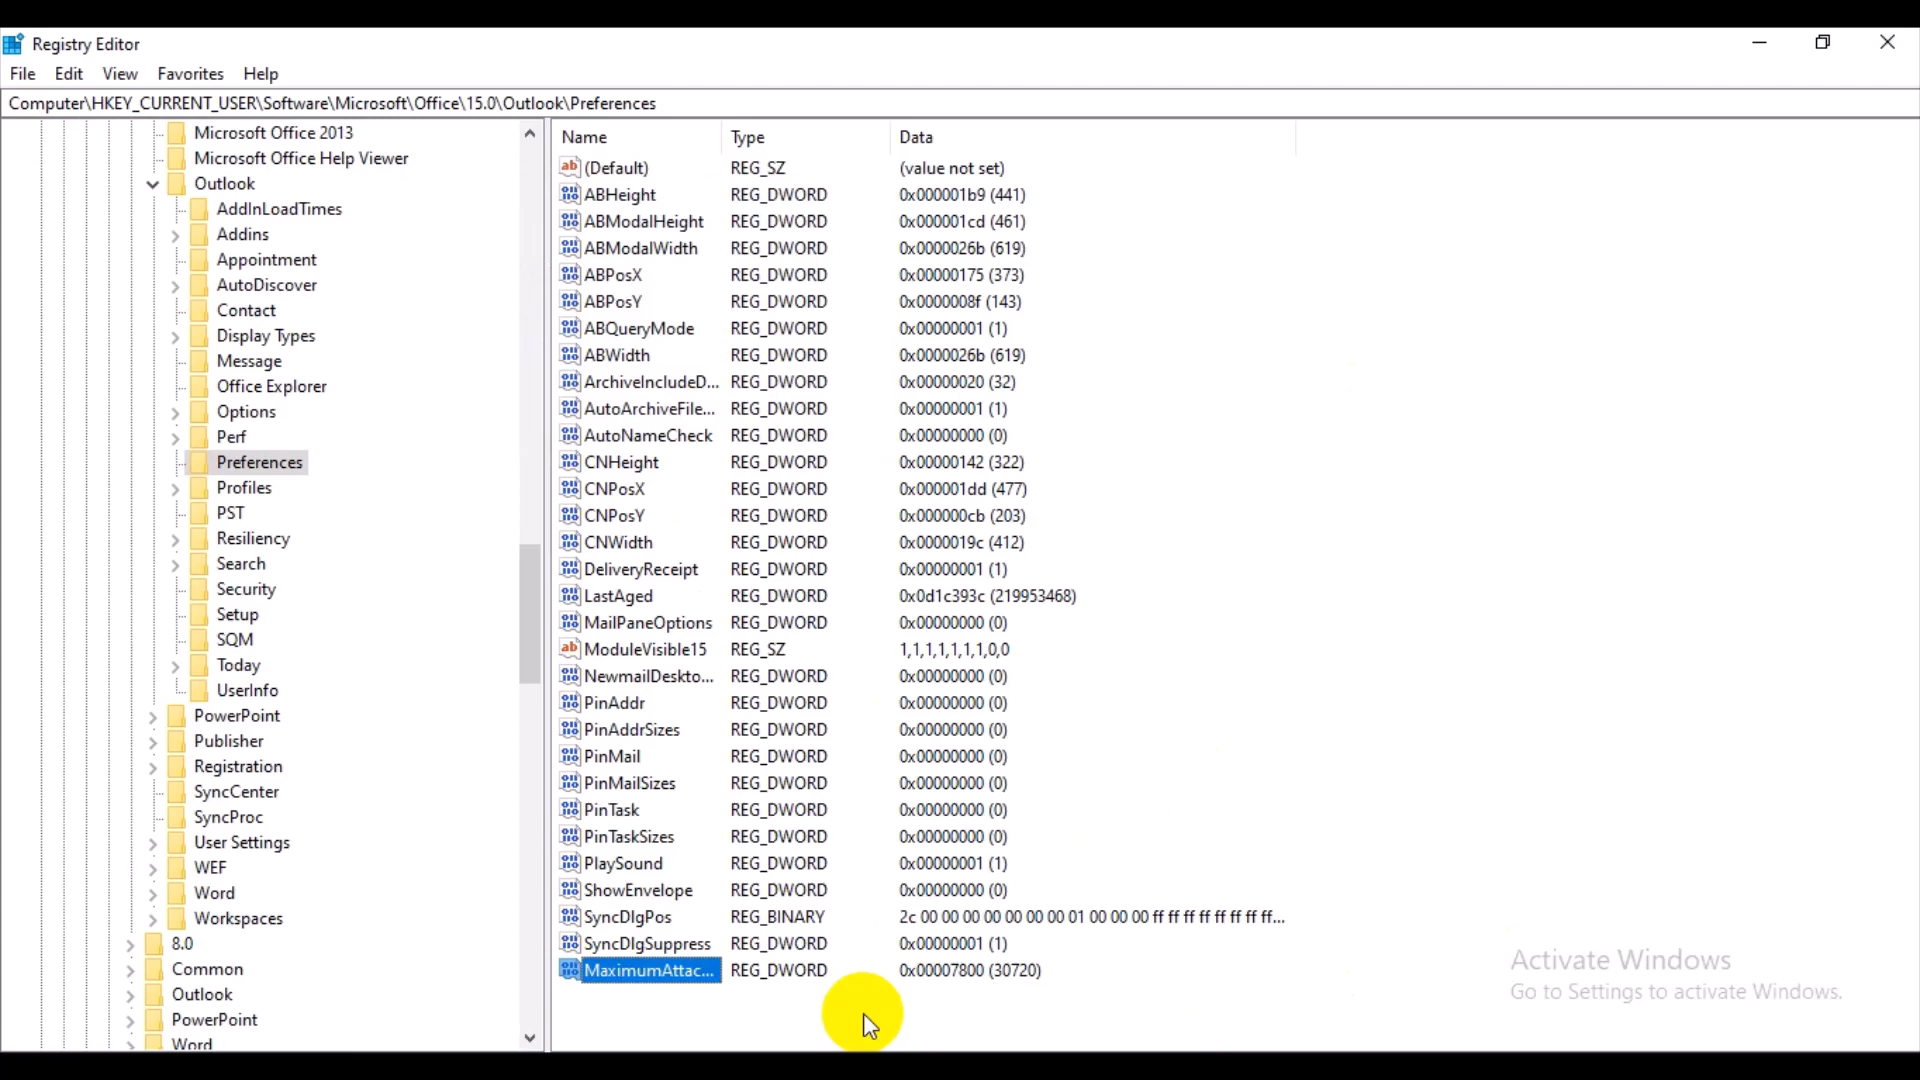 Registry Editor
File Edit View Favorites Help
Computer\HKEY_CURRENT_USER\Software\Microsoft\Office\15.0\Outlook\Preferences
Microsoft Office 2013
Microsoft Office Help Viewer
Outlook
AddInLoadTimes
Addins
Appointment
AutoDiscover
Contact
Display Types
Message
Office Explorer
Options
Perf
Preferences
Profiles
PST
Resiliency
Search
Security
Setup
SQM
Today
UserInfo
PowerPoint
Publisher
Registration
SyncCenter
SyncProc
User Settings
WEF
Word
Workspaces
8.0
Common
Outlook
PowerPoint
Word
Name Type Data
(Default) REG_SZ (value not set)
ABHeight REG_DWORD 0x000001b9 (441)
ABModalHeight REG_DWORD 0x000001cd (461)
ABModalWidth REG_DWORD 0x0000026b (619)
ABPosX REG_DWORD 0x00000175 (373)
ABPosY REG_DWORD 0x0000008f (143)
ABQueryMode REG_DWORD 0x00000001 (1)
ABWidth REG_DWORD 0x0000026b (619)
ArchiveIncludeD... REG_DWORD 0x00000020 (32)
AutoArchiveFile... REG_DWORD 0x00000001 (1)
AutoNameCheck REG_DWORD 0x00000000 (0)
CNHeight REG_DWORD 0x00000142 (322)
CNPosX REG_DWORD 0x000001dd (477)
CNPosY REG_DWORD 0x000000cb (203)
CNWidth REG_DWORD 0x0000019c (412)
DeliveryReceipt REG_DWORD 0x00000001 (1)
LastAged REG_DWORD 0x0d1c393c (219953468)
MailPaneOptions REG_DWORD 0x00000000 (0)
ModuleVisible15 REG_SZ 1,1,1,1,1,1,1,0,0
NewmailDeskto... REG_DWORD 0x00000000 (0)
PinAddr REG_DWORD 0x00000000 (0)
PinAddrSizes REG_DWORD 0x00000000 (0)
PinMail REG_DWORD 0x00000000 (0)
PinMailSizes REG_DWORD 0x00000000 (0)
PinTask REG_DWORD 0x00000000 (0)
PinTaskSizes REG_DWORD 0x00000000 (0)
PlaySound REG_DWORD 0x00000001 (1)
ShowEnvelope REG_DWORD 0x00000000 (0)
SyncDlgPos REG_BINARY 2c 00 00 00 00 00 00 00 01 00 00 00 ff ff ff ff ff ff ff ff...
SyncDlgSuppress REG_DWORD 0x00000001 (1)
MaximumAttac... REG_DWORD 0x00007800 (30720)
Activate Windows
Go to Settings to activate Windows.